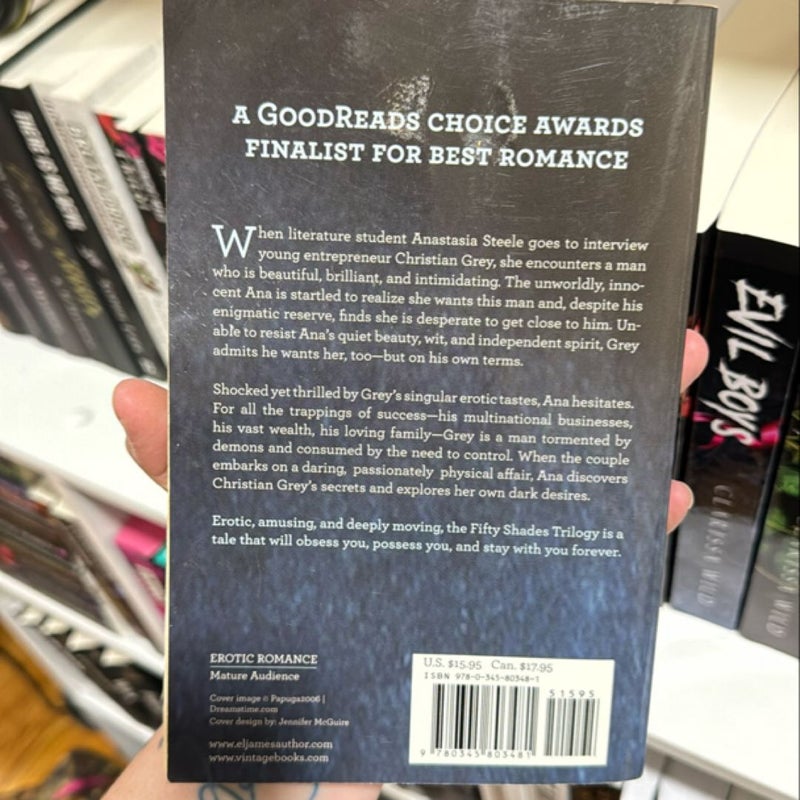 A GOODREADS CHOICE AWARDS
FINALIST FOR BEST ROMANCE
When literature student Anastasia Steele goes to interview
young entrepreneur Christian Grey, she encounters a man
who is beautiful, brilliant, and intimidating. The unworldly, inno-
cent Ana is startled to realize she wants this man and, despite his
enigmatic reserve, finds she is desperate to get close to him. Un-
able to resist Ana's quiet beauty, wit, and independent spirit, Grey
admits he wants her, too—but on his own terms.
Shocked yet thrilled by Grey's singular erotic tastes, Ana hesitates.
For all the trappings of success—his multinational businesses,
his vast wealth, his loving family—Grey is a man tormented by
demons and consumed by the need to control. When the couple
embarks on a daring, passionately physical affair, Ana discovers
Christian Grey's secrets and explores her own dark desires.
Erotic, amusing, and deeply moving, the Fifty Shades Trilogy is a
tale that will obsess you, possess you, and stay with you forever.
EROTIC ROMANCE
Mature Audience
Cover image © Papuga2006 |
Dreamstime.com
Cover design by: Jennifer McGuire
www.eljamesauthor.com
www.vintagebooks.com
U.S. $15.95 Can. $17.95
ISBN 978-0-345-80348-1
51595
9 780345 803481
EVIL BOYS
CLARISSA WILD